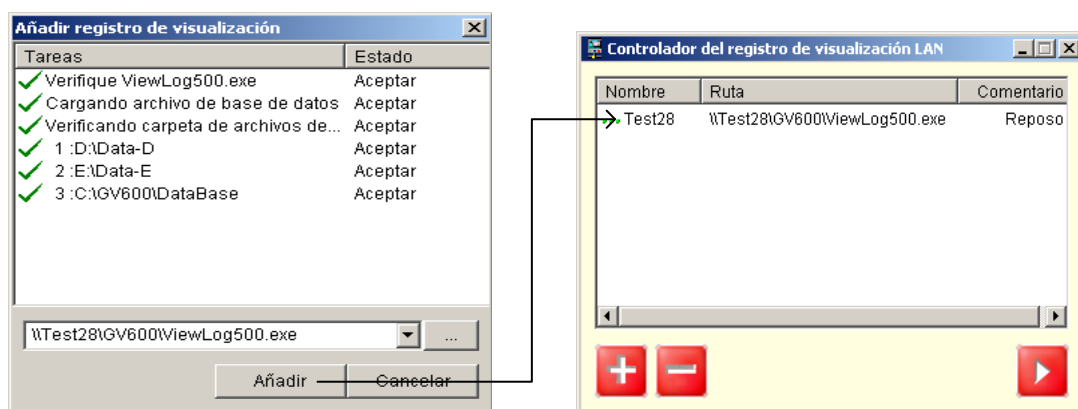 Añadir registro de visualización
Tareas Estado
Verifique ViewLog500.exe Aceptar
Cargando archivo de base de datos Aceptar
Verificando carpeta de archivos de... Aceptar
1 :D:\Data-D Aceptar
2 :E:\Data-E Aceptar
3 :C:\GV600\DataBase Aceptar
\\Test28\GV600\ViewLog500.exe ...
Añadir Cancelar
Controlador del registro de visualización LAN
Nombre Ruta Comentario
Test28 \\Test28\GV600\ViewLog500.exe Reposo